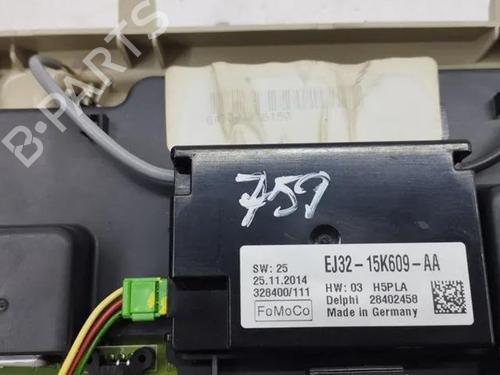 B-PARTS
759
EJ32-15K609-AA
SW: 25
25.11.2014
328400/111
FoMoCo
HW: 03 H5PLA
Delphi 28402458
Made in Germany